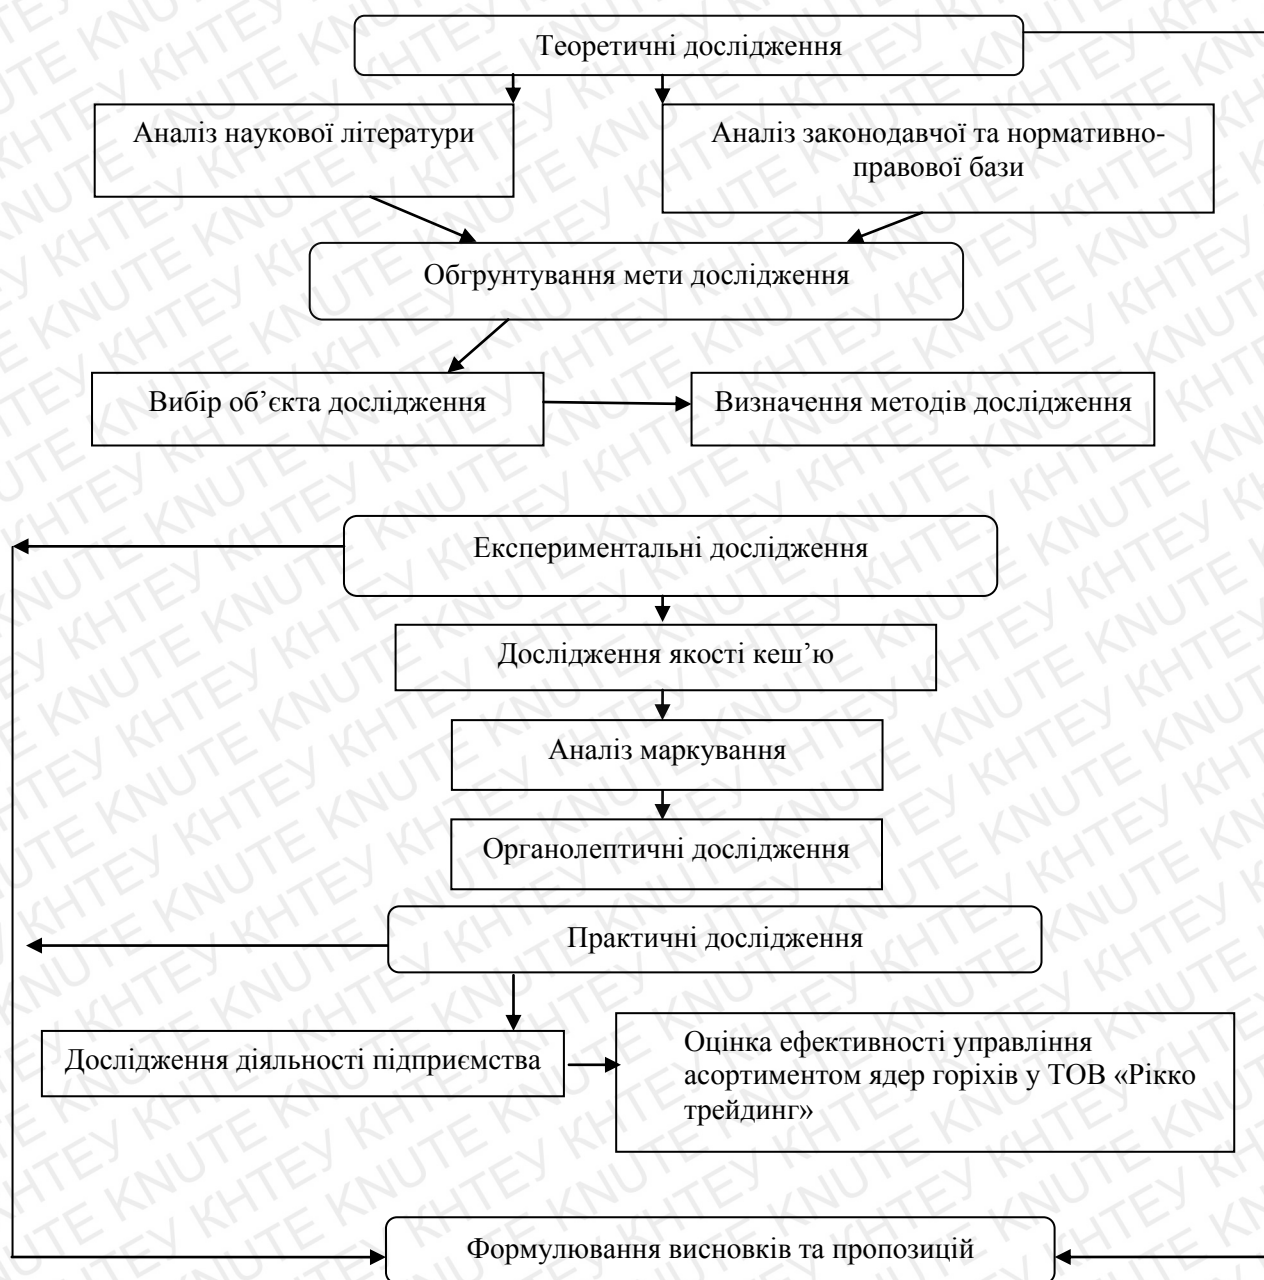 Теоретичні дослідження
Аналіз наукової літератури
Аналіз законодавчої та нормативно-
правової бази
Обгрунтування мети дослідження
Вибір об’єкта дослідження
Визначення методів дослідження
Експериментальні дослідження
Дослідження якості кеш’ю
Аналіз маркування
Органолептичні дослідження
Практичні дослідження
Дослідження діяльності підприємства
Оцінка ефективності управління
асортиментом ядер горіхів у ТОВ «Рікко
трейдинг»
Формулювання висновків та пропозицій